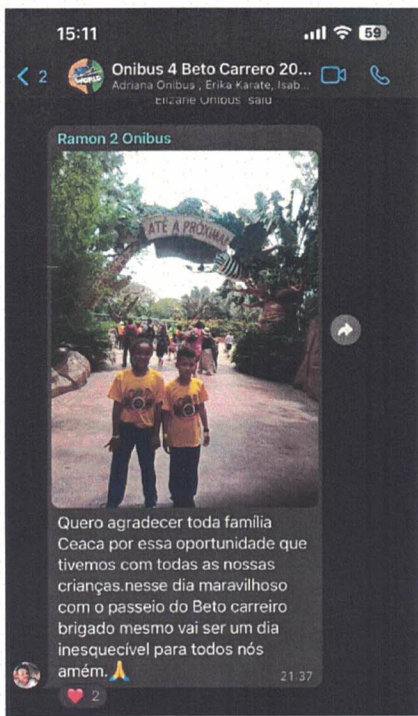 15:11
59
2
Onibus 4 Beto Carrero 20...
Adriana Onibus , Erika Karate, Isab...
Elizane Onibus saiu
Ramon 2 Onibus
WORLD
ATÉ A PRÓXIMA!
Quero agradecer toda família
Ceaca por essa oportunidade que
tivemos com todas as nossas
crianças.nesse dia maravilhoso
com o passeio do Beto carreiro
brigado mesmo vai ser um dia
inesquecível para todos nós
amém.🙏
21:37
❤️ 2